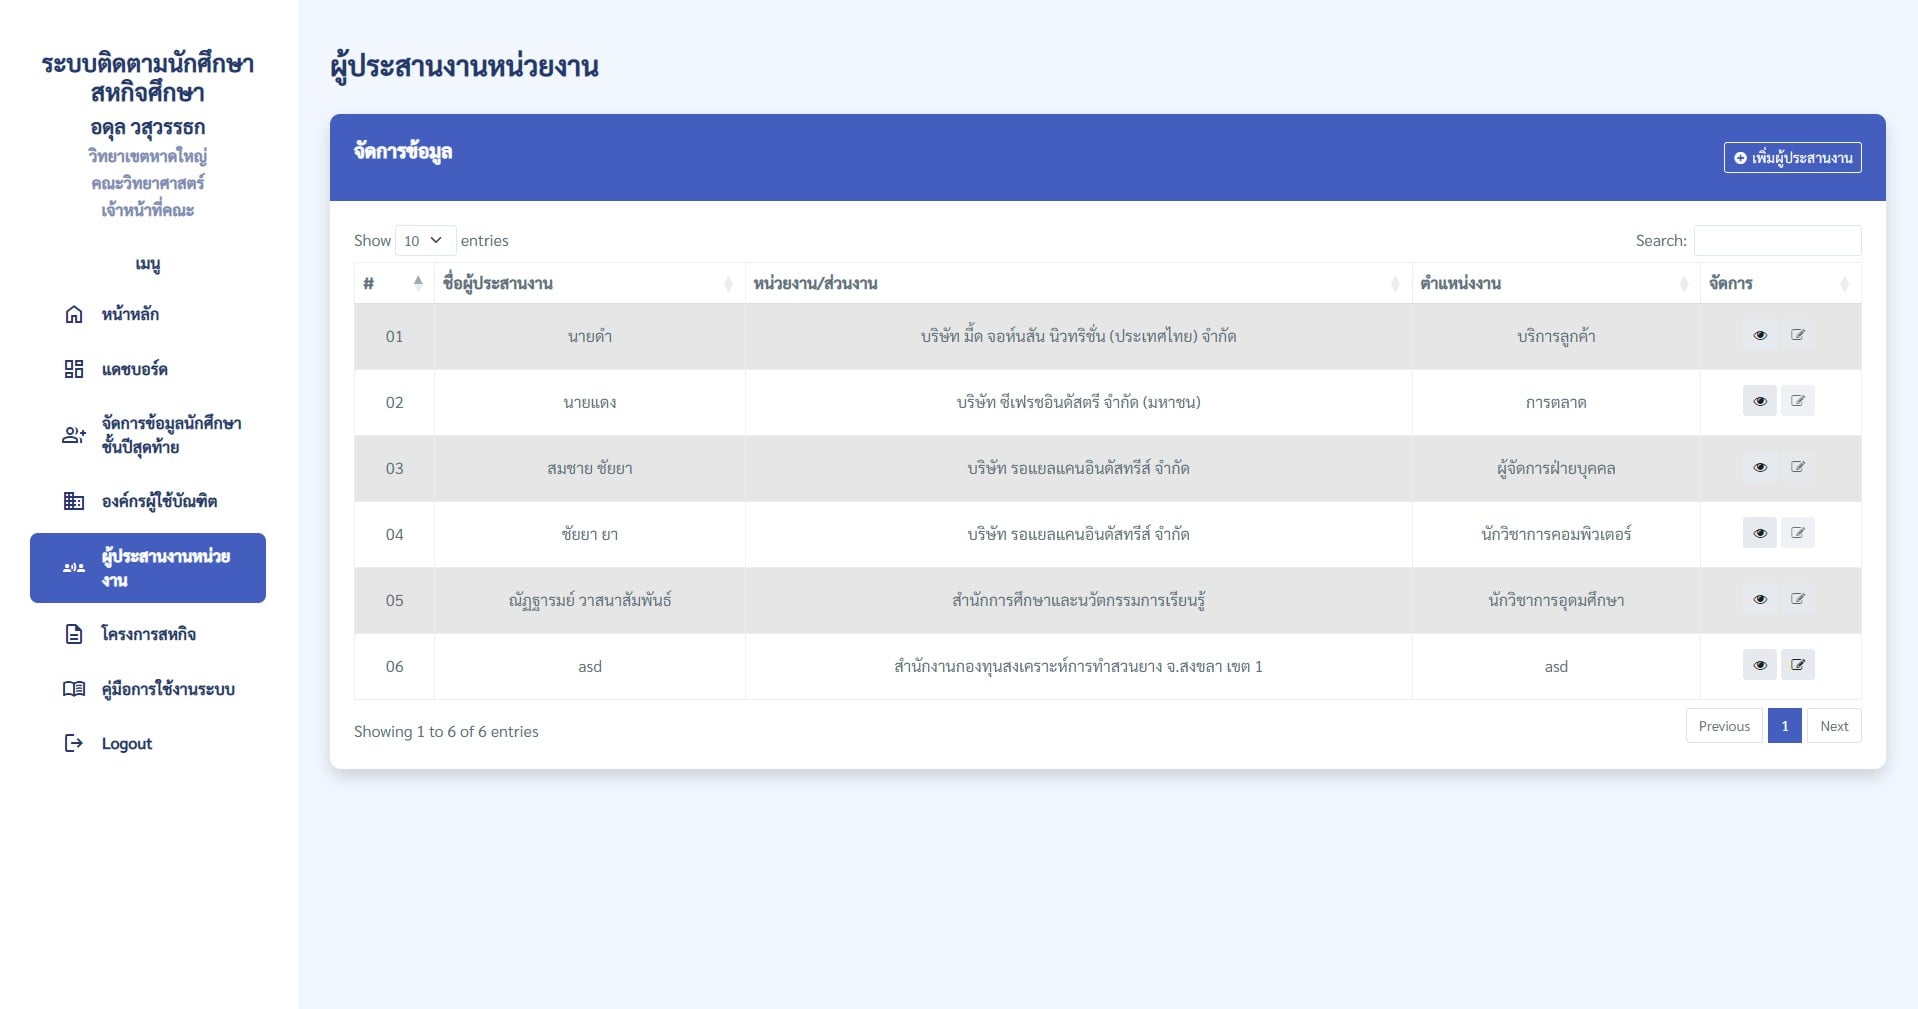 ระบบติดตามนักศึกษา
สหกิจศึกษา
อดุล วสุวรรธก
วิทยาเขตหาดใหญ่
คณะวิทยาศาสตร์
เจ้าหน้าที่คณะ
เมนู
หน้าหลัก
แดชบอร์ด
จัดการข้อมูลนักศึกษา
ชั้นปีสุดท้าย
องค์กรผู้ใช้บัณฑิต
ผู้ประสานงานหน่วย
งาน
โครงการสหกิจ
คู่มือการใช้งานระบบ
Logout
ผู้ประสานงานหน่วยงาน
จัดการข้อมูล
เพิ่มผู้ประสานงาน
Show 10 entries
Search:
# ชื่อผู้ประสานงาน หน่วยงาน/ส่วนงาน ตำแหน่งงาน จัดการ
01 นายดำ บริษัท มี้ด จอห์นสัน นิวทริชั่น (ประเทศไทย) จำกัด บริการลูกค้า
02 นายแดง บริษัท ซีเฟรชอินดัสตรี จำกัด (มหาชน) การตลาด
03 สมชาย ชัยยา บริษัท รอแยลแคนอินดัสทรีส์ จำกัด ผู้จัดการฝ่ายบุคคล
04 ชัยยา ยา บริษัท รอแยลแคนอินดัสทรีส์ จำกัด นักวิชาการคอมพิวเตอร์
05 ณัฏฐารมย์ วาสนาสัมพันธ์ สำนักการศึกษาและนวัตกรรมการเรียนรู้ นักวิชาการอุดมศึกษา
06 asd สำนักงานกองทุนสงเคราะห์การทำสวนยาง จ.สงขลา เขต 1 asd
Showing 1 to 6 of 6 entries
Previous 1 Next